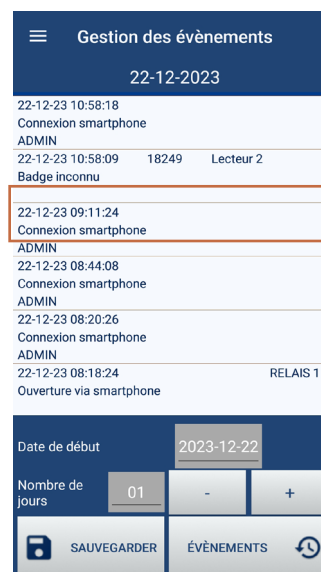 Gestion des évènements
22-12-2023
22-12-23 10:58:18
Connexion smartphone
ADMIN
22-12-23 10:58:09 18249 Lecteur 2
Badge inconnu
22-12-23 09:11:24
Connexion smartphone
ADMIN
22-12-23 08:44:08
Connexion smartphone
ADMIN
22-12-23 08:20:26
Connexion smartphone
ADMIN
22-12-23 08:18:24 RELAIS 1
Ouverture via smartphone
Date de début 2023-12-22
Nombre de
jours 01 - +
SAUVEGARDER ÉVÈNEMENTS